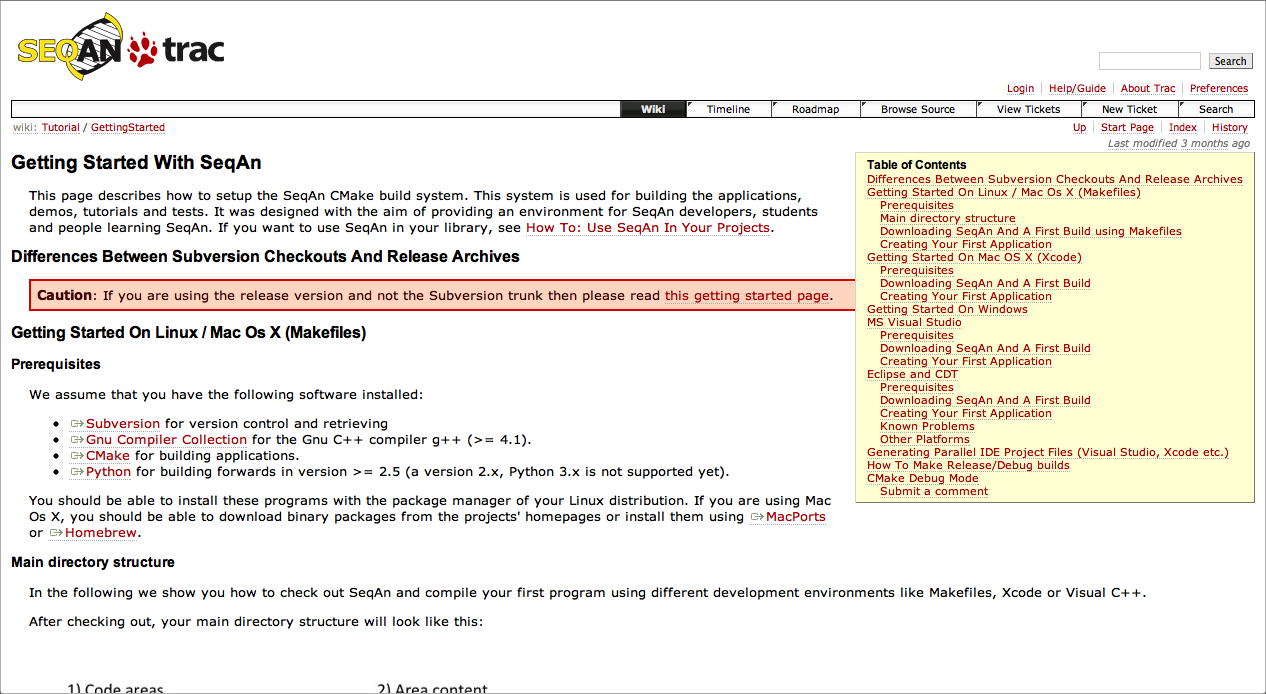 SEQAN trac
Search
Login Help/Guide About Trac Preferences
Wiki Timeline Roadmap Browse Source View Tickets New Ticket Search
wiki: Tutorial / GettingStarted
Up Start Page Index History
Last modified 3 months ago
Getting Started With SeqAn
This page describes how to setup the SeqAn CMake build system. This system is used for building the applications,
demos, tutorials and tests. It was designed with the aim of providing an environment for SeqAn developers, students
and people learning SeqAn. If you want to use SeqAn in your library, see How To: Use SeqAn In Your Projects.
Differences Between Subversion Checkouts And Release Archives
Caution: If you are using the release version and not the Subversion trunk then please read this getting started page.
Getting Started On Linux / Mac Os X (Makefiles)
Prerequisites
We assume that you have the following software installed:
• Subversion for version control and retrieving
• Gnu Compiler Collection for the Gnu C++ compiler g++ (>= 4.1).
• CMake for building applications.
• Python for building forwards in version >= 2.5 (a version 2.x, Python 3.x is not supported yet).
You should be able to install these programs with the package manager of your Linux distribution. If you are using Mac
Os X, you should be able to download binary packages from the projects' homepages or install them using MacPorts
or Homebrew.
Table of Contents
Differences Between Subversion Checkouts And Release Archives
Getting Started On Linux / Mac Os X (Makefiles)
Prerequisites
Main directory structure
Downloading SeqAn And A First Build using Makefiles
Creating Your First Application
Getting Started On Mac OS X (Xcode)
Prerequisites
Downloading SeqAn And A First Build
Creating Your First Application
Getting Started On Windows
MS Visual Studio
Prerequisites
Downloading SeqAn And A First Build
Creating Your First Application
Eclipse and CDT
Prerequisites
Downloading SeqAn And A First Build
Creating Your First Application
Known Problems
Other Platforms
Generating Parallel IDE Project Files (Visual Studio, Xcode etc.)
How To Make Release/Debug builds
CMake Debug Mode
Submit a comment
Main directory structure
In the following we show you how to check out SeqAn and compile your first program using different development environments like Makefiles, Xcode or Visual C++.
After checking out, your main directory structure will look like this:
1) Code areas 2) Area content